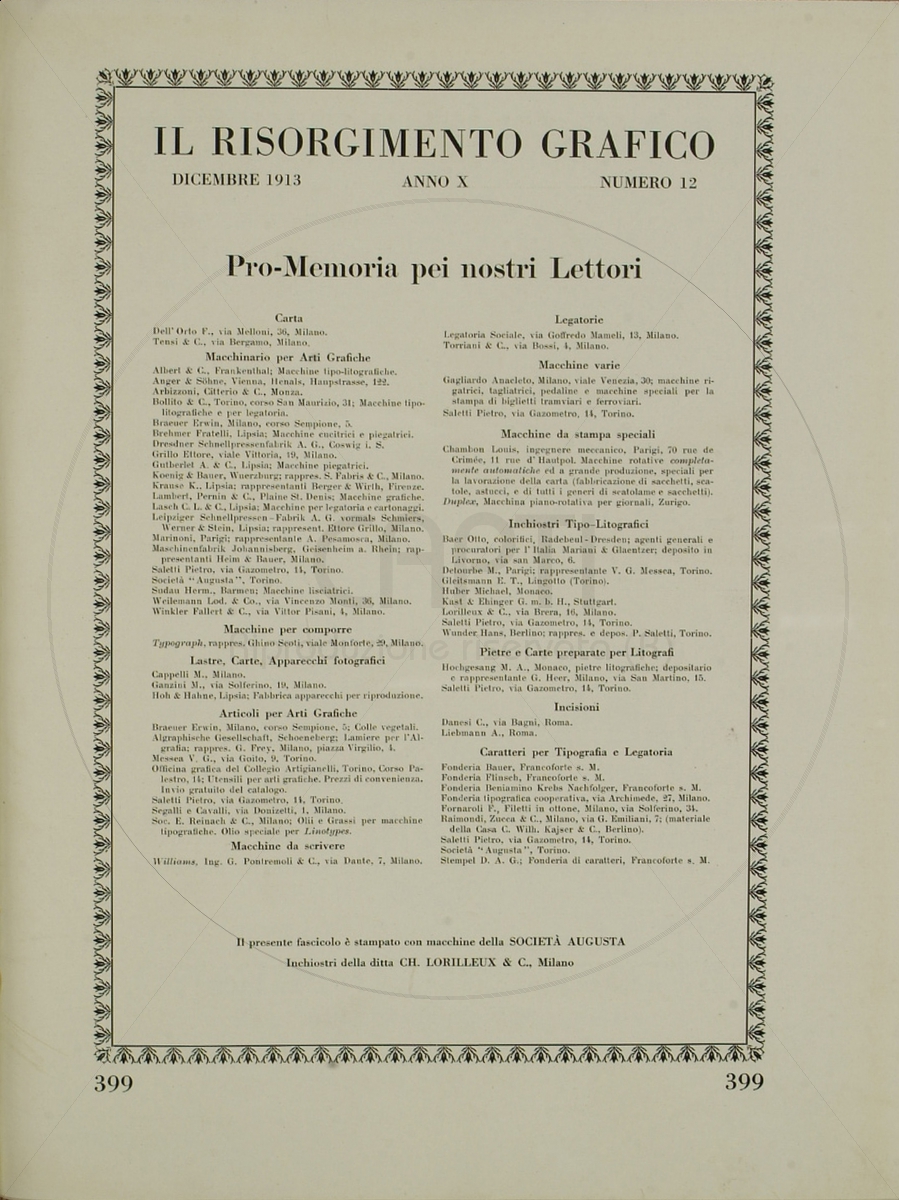 IL RISORGIMENTO GRAFICO
DICEMBRE 1913 ANNO X NUMERO 12
Pro-Memoria pei nostri Lettori
Carta
Dell'Orto F., via Melloni, 36, Milano.
Tensi & C., via Bergamo, Milano.
Macchinario per Arti Grafiche
Albert & C., Frankenthal; Macchine tipo-litografiche.
Anger & Söhne, Vienna, Henals, Haupstrasse, 122.
Arbizzoni, Citterio & C., Monza.
Bollito & C., Torino, corso San Maurizio, 31; Macchine tipo-
litografiche e per legatoria.
Braeuer Erwin, Milano, corso Sempione, 5.
Brehmer Fratelli, Lipsia; Macchine cucitrici e piegatrici.
Dresdner Schnellpressenfabrik A. G., Coswig i. S.
Grillo Ettore, viale Vittoria, 19, Milano.
Gutberlet A. & C., Lipsia; Macchine piegatrici.
Koenig & Bauer, Wuerzburg; rappres. S. Fabris & C., Milano.
Krause K., Lipsia; rappresentanti Berger & Wirth, Firenze.
Lambert, Pernin & C., Plaine St. Denis; Macchine grafiche.
Lasch C. L. & C., Lipsia; Macchine per legatoria e cartonaggi.
Leipziger Schnellpressen-Fabrik A. G. vormals Schmiers,
Werner & Stein, Lipsia; rappresent. Ettore Grillo, Milano.
Marinoni, Parigi; rappresentante A. Pesamosca, Milano.
Maschinenfabrik Johannisberg, Geisenheim a. Rhein; rap-
presentanti Heim & Bauer, Milano.
Saletti Pietro, via Gazometro, 14, Torino.
Società "Augusta", Torino.
Sudau Herm., Barmen; Macchine lisciatrici.
Weilemann Lod. & Co., via Vincenzo Monti, 36, Milano.
Winkler Fallert & C., via Vittor Pisani, 4, Milano.
Macchine per comporre
Typograph, rappres. Ghino Scoti, viale Monforte, 29, Milano.
Lastre, Carte, Apparecchi fotografici
Cappelli M., Milano.
Ganzini M., via Solferino, 19, Milano.
Hoh & Hahne, Lipsia; Fabbrica apparecchi per riproduzione.
Articoli per Arti Grafiche
Braeuer Erwin, Milano, corso Sempione, 5; Colle vegetali.
Algraphische Gesellschaft, Schoeneberg; Lamiere per l'Al-
grafia; rappres. G. Frey, Milano, piazza Virgilio, 4.
Messea V. G., via Goito, 9, Torino.
Officina grafica del Collegio Artigianelli, Torino, Corso Pa-
lestro, 14; Utensili per arti grafiche. Prezzi di convenienza.
Invio gratuito del catalogo.
Saletti Pietro, via Gazometro, 14, Torino.
Segalli e Cavalli, via Donizetti, 1, Milano.
Soc. E. Reinach & C., Milano; Olii e Grassi per macchine
tipografiche. Olio speciale per Linotypes.
Macchine da scrivere
Williams, Ing. G. Pontremoli & C., via Dante, 7, Milano.
Legatorie
Legatoria Sociale, via Goffredo Mameli, 13, Milano.
Torriani & C., via Bossi, 4, Milano.
Macchine varie
Gagliardo Anacleto, Milano, viale Venezia, 30; macchine ri-
gatrici, tagliatrici, pedaline e macchine speciali per la
stampa di biglietti tramviari e ferroviari.
Saletti Pietro, via Gazometro, 14, Torino.
Macchine da stampa speciali
Chambon Louis, ingegnere meccanico, Parigi, 70 rue de
Crimée, 11 rue d'Hautpol. Macchine rotative completa-
mente automatiche ed a grande produzione, speciali per
la lavorazione della carta (fabbricazione di sacchetti, sca-
tole, astucci, e di tutti i generi di scatolame e sacchetti).
Duplex, Macchina piano-rotativa per giornali, Zurigo.
Inchiostri Tipo-Litografici
Baer Otto, colorifici, Radebeul-Dresden; agenti generali e
procuratori per l'Italia Mariani & Glaentzer; deposito in
Livorno, via san Marco, 6.
Detourbe M., Parigi; rappresentante V. G. Messea, Torino.
Gleitsmann E. T., Lingotto (Torino).
Huber Michael, Monaco.
Kast & Ehinger G. m. b. H., Stuttgart.
Lorilleux & C., via Brera, 16, Milano.
Saletti Pietro, via Gazometro, 14, Torino.
Wunder Hans, Berlino; rappres. e depos. P. Saletti, Torino.
Pietre e Carte preparate per Litografi
Hochgesang M. A., Monaco, pietre litografiche; depositario
e rappresentante G. Heer, Milano, via San Martino, 15.
Saletti Pietro, via Gazometro, 14, Torino.
Incisioni
Danesi C., via Bagni, Roma.
Liebmann A., Roma.
Caratteri per Tipografia e Legatoria
Fonderia Bauer, Francoforte s. M.
Fonderia Flinsch, Francoforte s. M.
Fonderia Beniamino Krebs Nachfolger, Francoforte s. M.
Fonderia tipografica cooperativa, via Archimede, 27, Milano.
Fornaroli F., Filetti in ottone, Milano, via Solferino, 34.
Raimondi, Zucca & C., Milano, via G. Emiliani, 7; (materiale
della Casa C. Wilh. Kajser & C., Berlino).
Saletti Pietro, via Gazometro, 14, Torino.
Società "Augusta", Torino.
Stempel D. A. G.; Fonderia di caratteri, Francoforte s. M.
Il presente fascicolo è stampato con macchine della SOCIETÀ AUGUSTA
Inchiostri della ditta CH. LORILLEUX & C., Milano
399 399